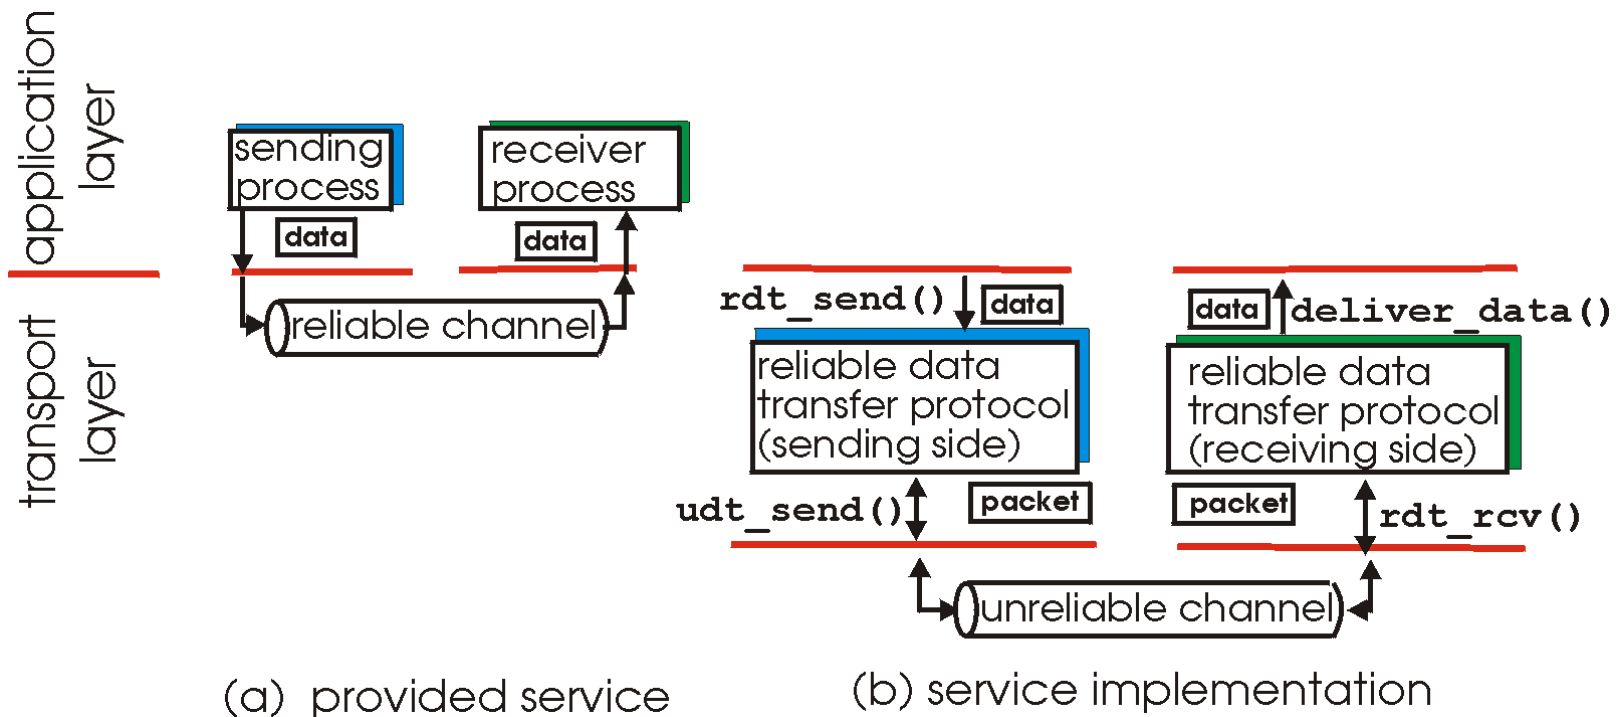 application
layer
transport
layer
sending
process
receiver
process
data
data
reliable channel
(a) provided service
rdt_send()
data
data
deliver_data()
reliable data
transfer protocol
(sending side)
reliable data
transfer protocol
(receiving side)
udt_send()
packet
packet
rdt_rcv()
unreliable channel
(b) service implementation